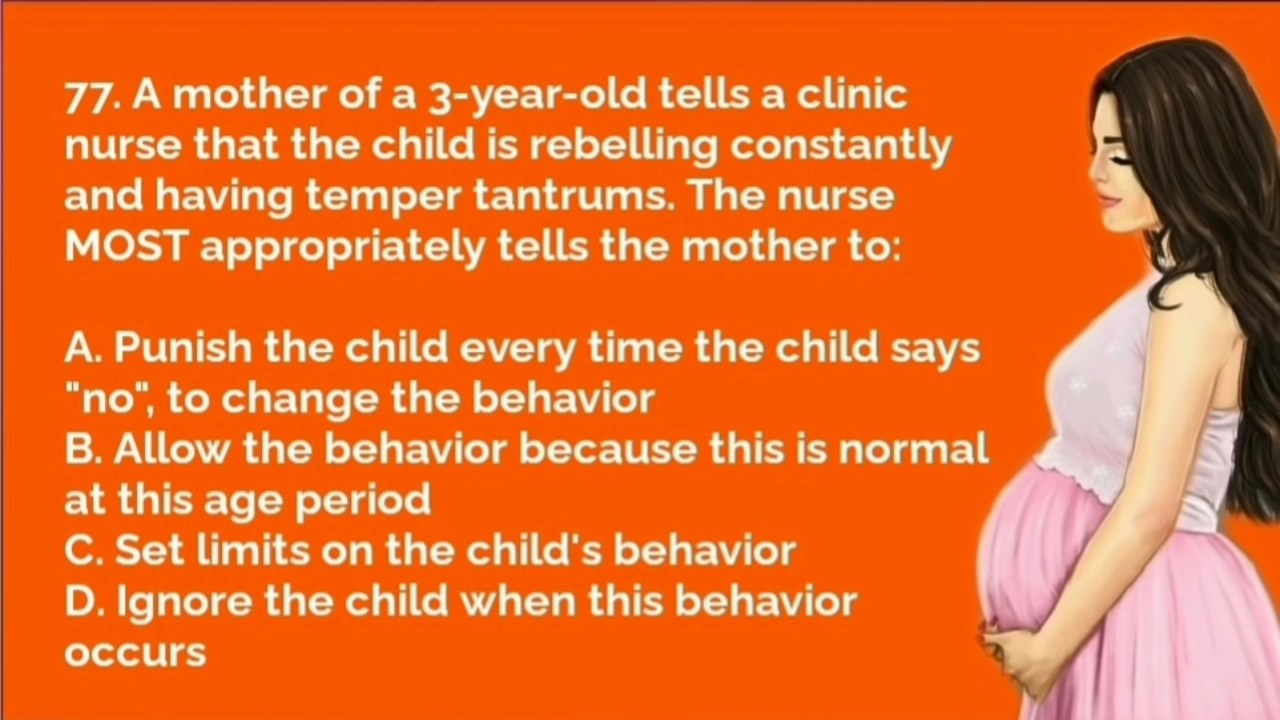 77. A mother of a 3-year-old tells a clinic
nurse that the child is rebelling constantly
and having temper tantrums. The nurse
MOST appropriately tells the mother to:
A. Punish the child every time the child says
"no", to change the behavior
B. Allow the behavior because this is normal
at this age period
C. Set limits on the child's behavior
D. Ignore the child when this behavior
occurs